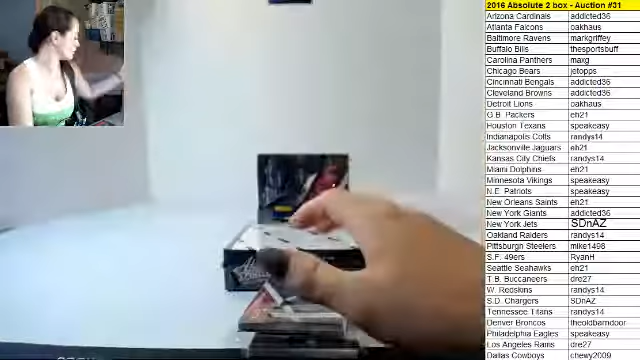 2016 Absolute 2 box - Auction #31
Arizona Cardinals addicted36
Atlanta Falcons oakhaus
Baltimore Ravens markgriffey
Buffalo Bills thesportsbuff
Carolina Panthers maxg
Chicago Bears jetopps
Cincinnati Bengals addicted36
Cleveland Browns addicted36
Detroit Lions oakhaus
G.B. Packers eh21
Houston Texans speakeasy
Indianapolis Colts randys14
Jacksonville Jaguars eh21
Kansas City Chiefs randys14
Miami Dolphins eh21
Minnesota Vikings speakeasy
N.E. Patriots speakeasy
New Orleans Saints eh21
New York Giants addicted36
New York Jets SDnAZ
Oakland Raiders randys14
Pittsburgh Steelers mike1498
S.F. 49ers RyanH
Seattle Seahawks eh21
T.B. Buccaneers dre27
W. Redskins randys14
S.D. Chargers SDnAZ
Tennessee Titans randys14
Denver Broncos theoldbarndoor
Philadelphia Eagles speakeasy
Los Angeles Rams dre27
Dallas Cowboys chewy2009